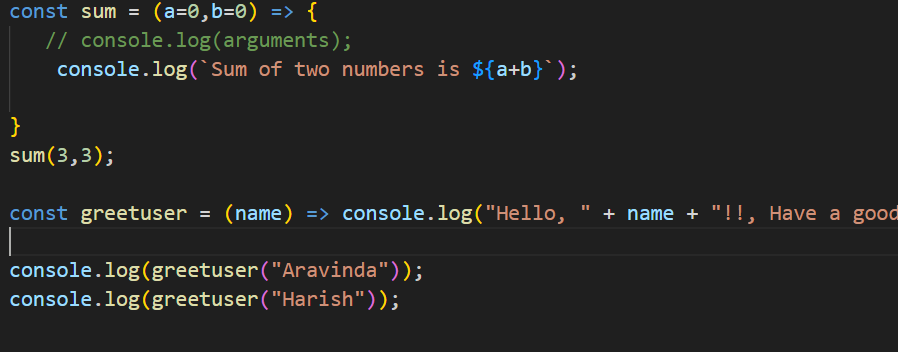 const sum = (a=0,b=0) => {
// console.log(arguments);
console.log(`Sum of two numbers is ${a+b}`);
}
sum(3,3);
const greetuser = (name) => console.log("Hello, " + name + "!!, Have a good
console.log(greetuser("Aravinda"));
console.log(greetuser("Harish"));